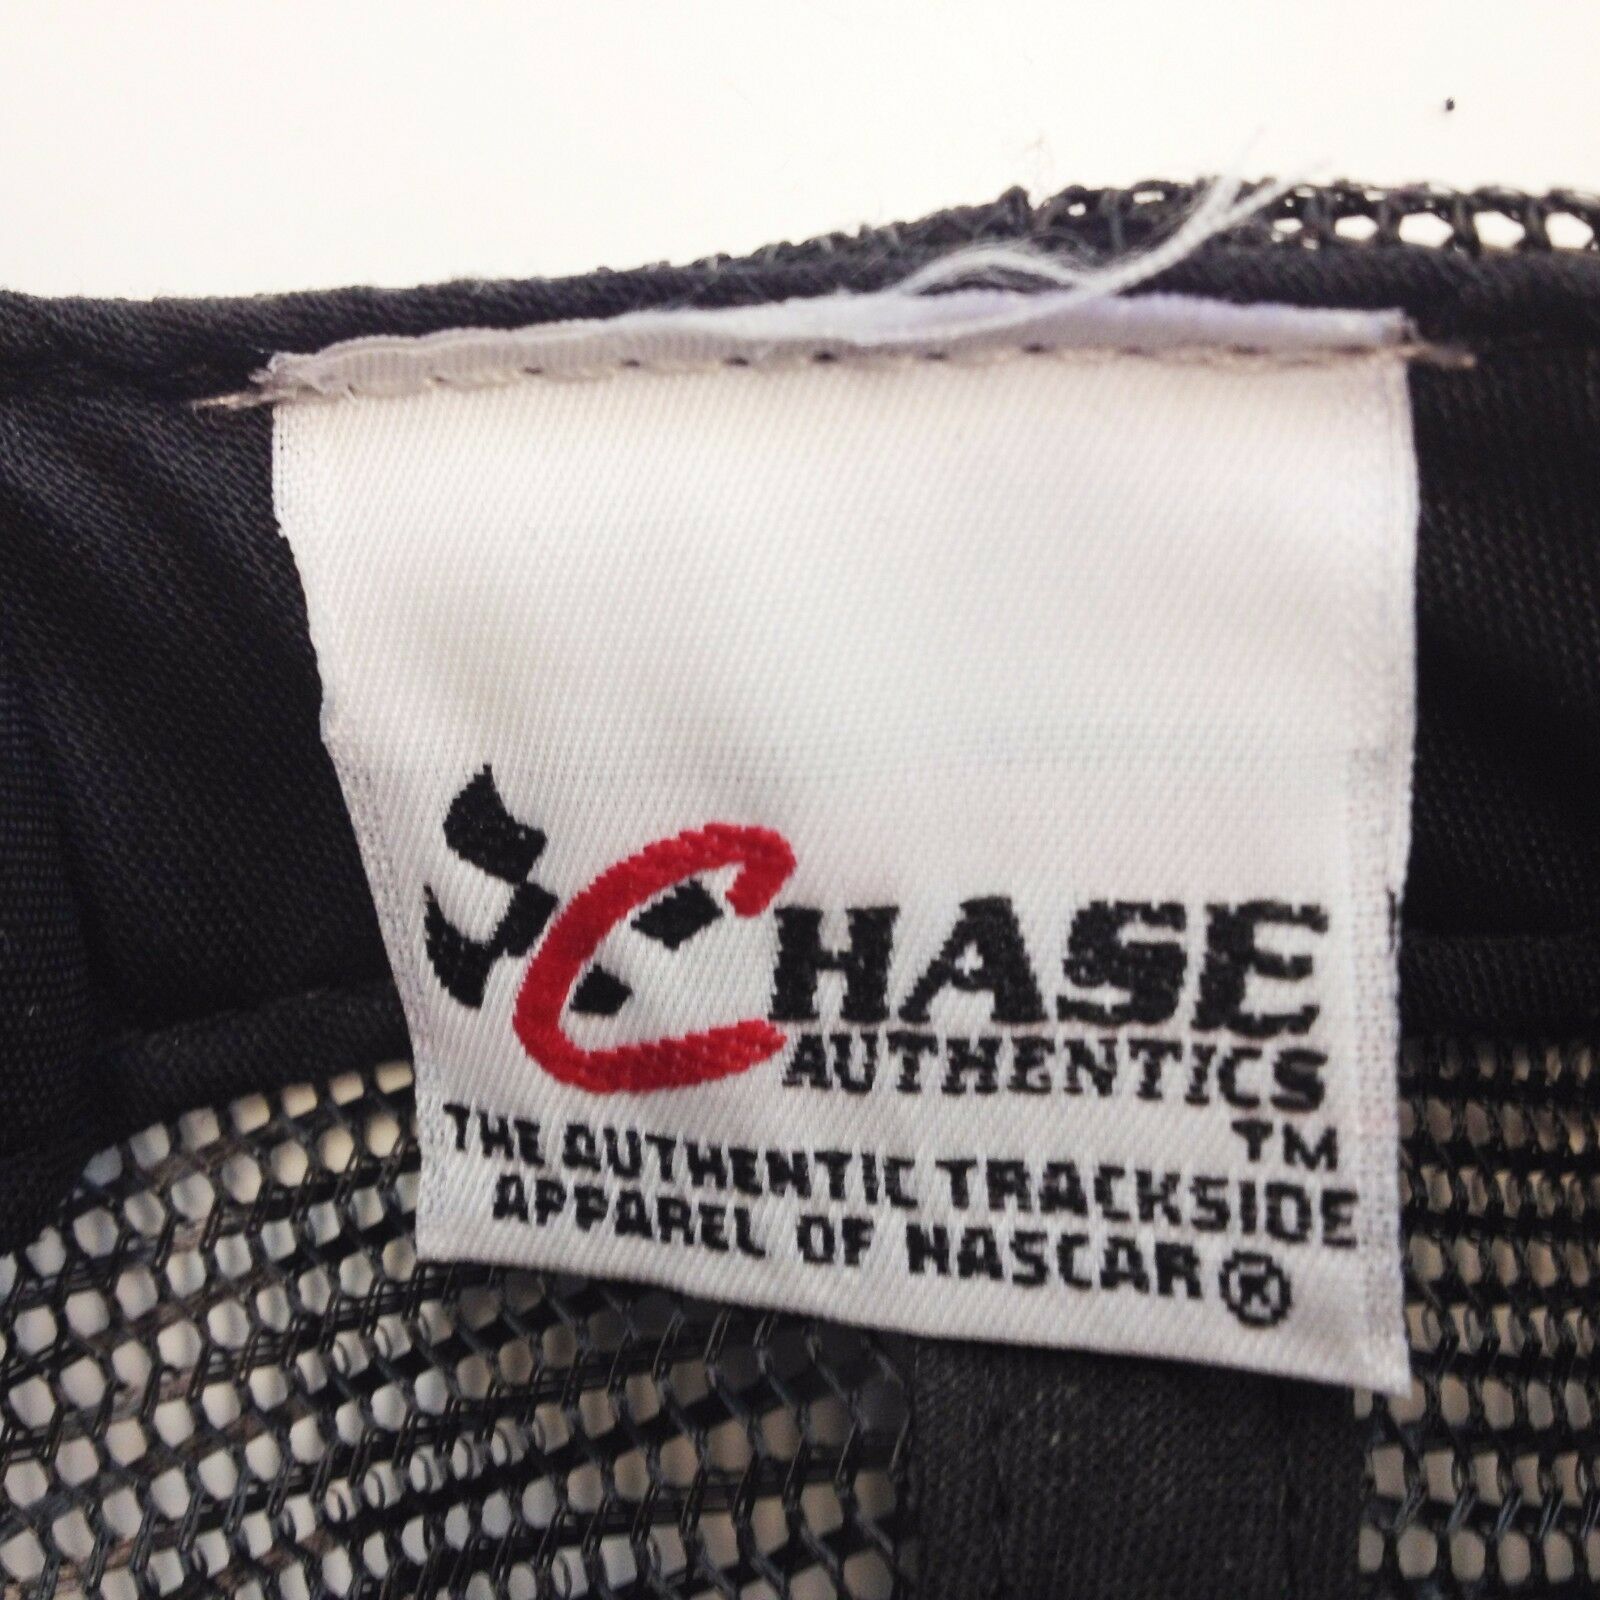 CHASE
AUTHENTICS
TM
THE AUTHENTIC TRACKSIDE
APPAREL OF NASCAR®